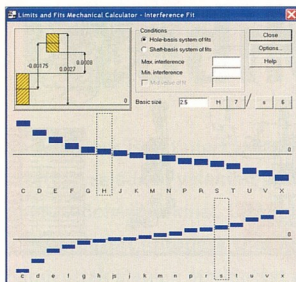 Limits and Fits Mechanical Calculator - Interference Fit
Conditions
Hole-basis system of fits
Shaft-basis system of fits
Max. interference
Min. interference
Close
Options...
Help
-0.00175
0.0027
0.0008
0
Basic size 2.5 H 7 / s 6
0
C D E F G H J K M N P R S T U V X
0
c d e f g h js j k m n p r s t u v x